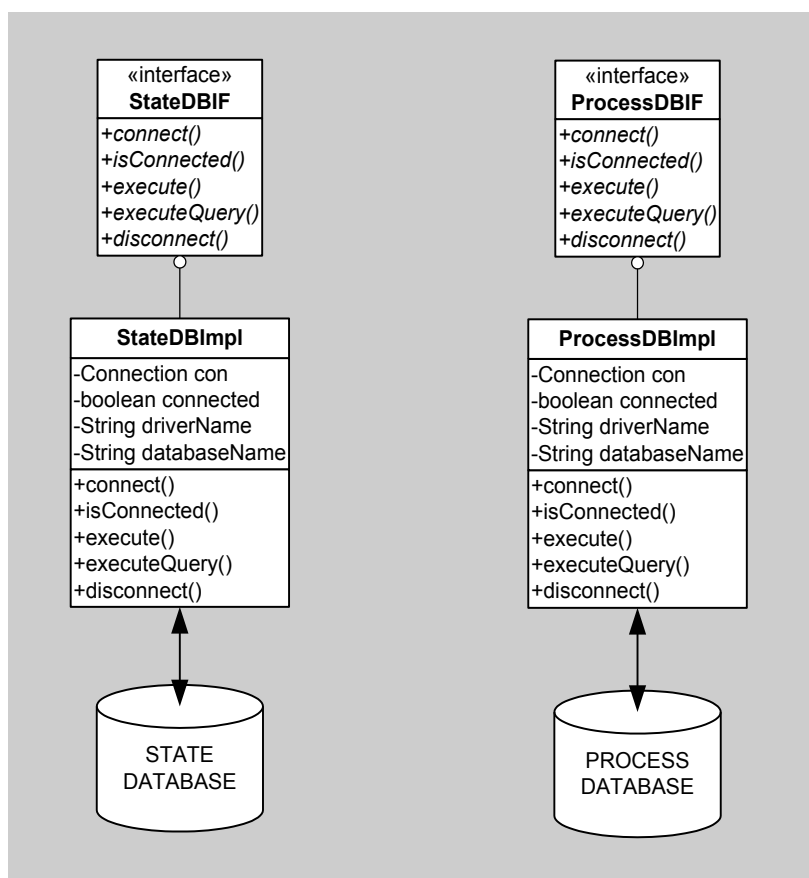 «interface»
StateDBIF
+connect()
+isConnected()
+execute()
+executeQuery()
+disconnect()
StateDBImpl
-Connection con
-boolean connected
-String driverName
-String databaseName
+connect()
+isConnected()
+execute()
+executeQuery()
+disconnect()
STATE
DATABASE
«interface»
ProcessDBIF
+connect()
+isConnected()
+execute()
+executeQuery()
+disconnect()
ProcessDBImpl
-Connection con
-boolean connected
-String driverName
-String databaseName
+connect()
+isConnected()
+execute()
+executeQuery()
+disconnect()
PROCESS
DATABASE